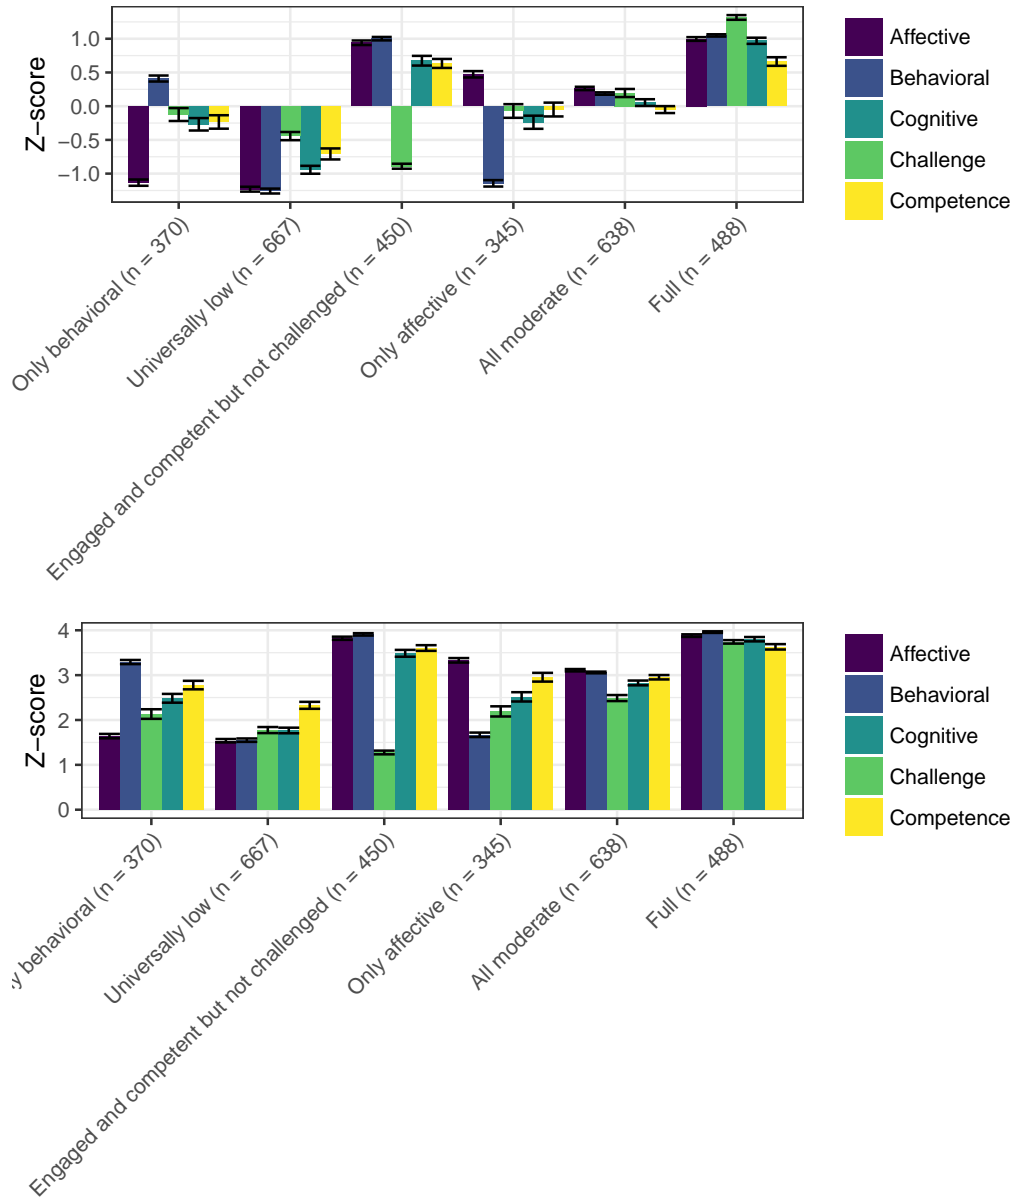 1.0
0.5
0.0
−0.5
−1.0
Z−score
Only behavioral (n = 370)
Universally low (n = 667)
Engaged and competent but not challenged (n = 450)
Only affective (n = 345)
All moderate (n = 638)
Full (n = 488)
Affective
Behavioral
Cognitive
Challenge
Competence
4
3
2
1
0
Z−score
y behavioral (n = 370)
Universally low (n = 667)
Engaged and competent but not challenged (n = 450)
Only affective (n = 345)
All moderate (n = 638)
Full (n = 488)
Affective
Behavioral
Cognitive
Challenge
Competence